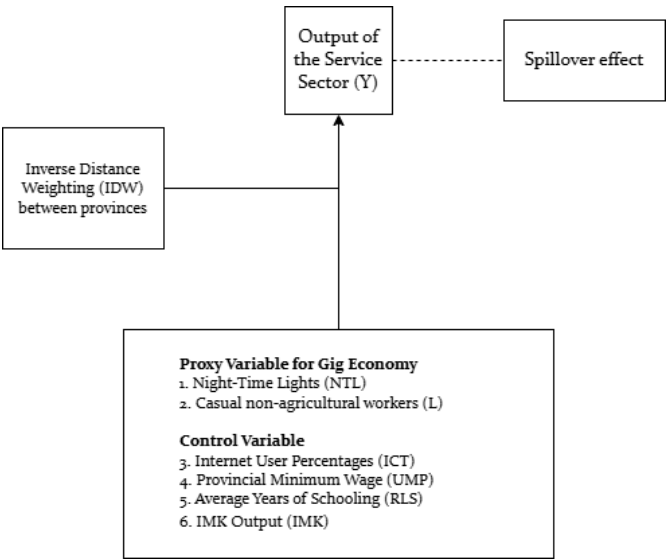 Output of
the Service
Sector (Y)
Spillover effect
Inverse Distance
Weighting (IDW)
between provinces
Proxy Variable for Gig Economy
1. Night-Time Lights (NTL)
2. Casual non-agricultural workers (L)
Control Variable
3. Internet User Percentages (ICT)
4. Provincial Minimum Wage (UMP)
5. Average Years of Schooling (RLS)
6. IMK Output (IMK)